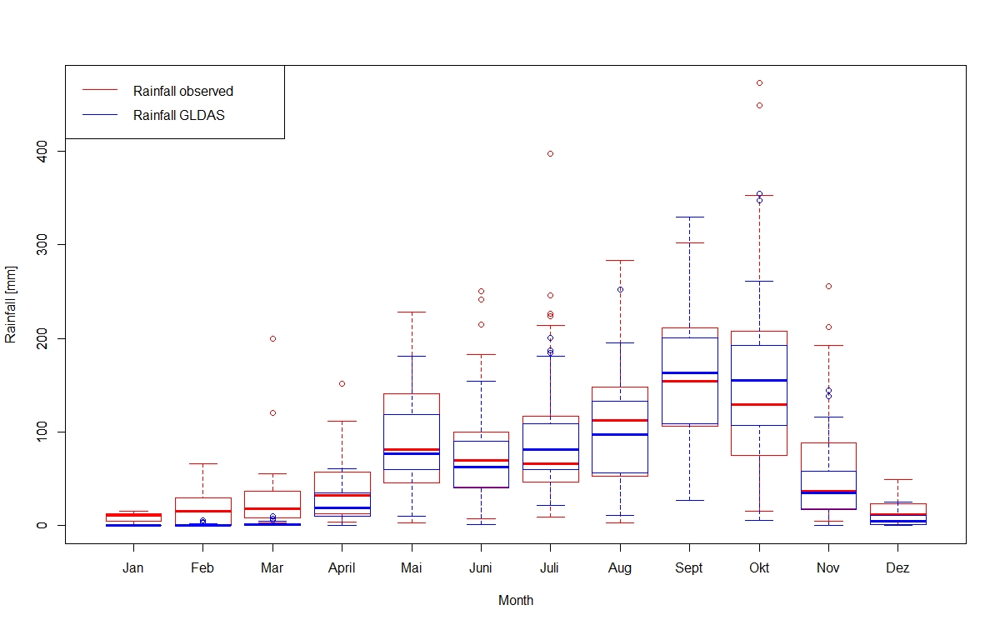 Rainfall observed
Rainfall GLDAS
400
300
200
100
0
Rainfall [mm]
Jan Feb Mar April Mai Juni Juli Aug Sept Okt Nov Dez
Month